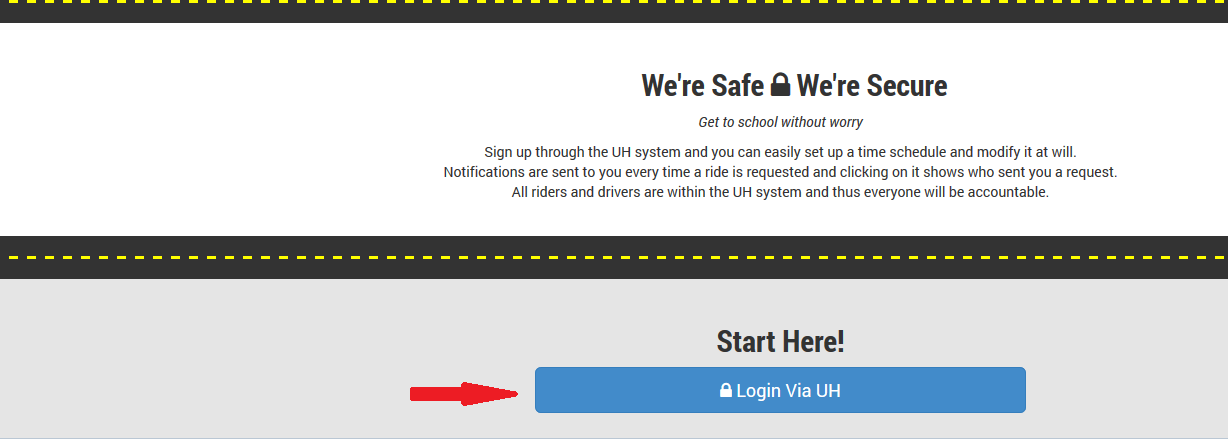 We're Safe We're Secure
Get to school without worry
Sign up through the UH system and you can easily set up a time schedule and modify it at will.
Notifications are sent to you every time a ride is requested and clicking on it shows who sent you a request.
All riders and drivers are within the UH system and thus everyone will be accountable.
Start Here!
Login Via UH